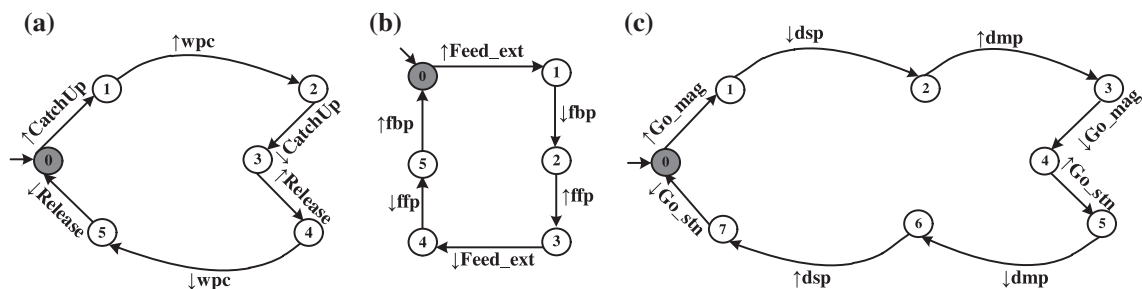 (a)
↑wpc
1
2
↑CatchUp
↓CatchUp
0
3
↓Release
↑Release
5
4
↓wpc
(b)
↑Feed_ext
0
1
↑fbp
↓fbp
5
2
↓ffp
↑ffp
4
3
↓Feed_ext
(c)
↓dsp
↑dmp
1
2
3
↑Go_mag
↓Go_mag
0
4
↓Go_stn
↑Go_stn
7
6
5
↑dsp
↓dmp